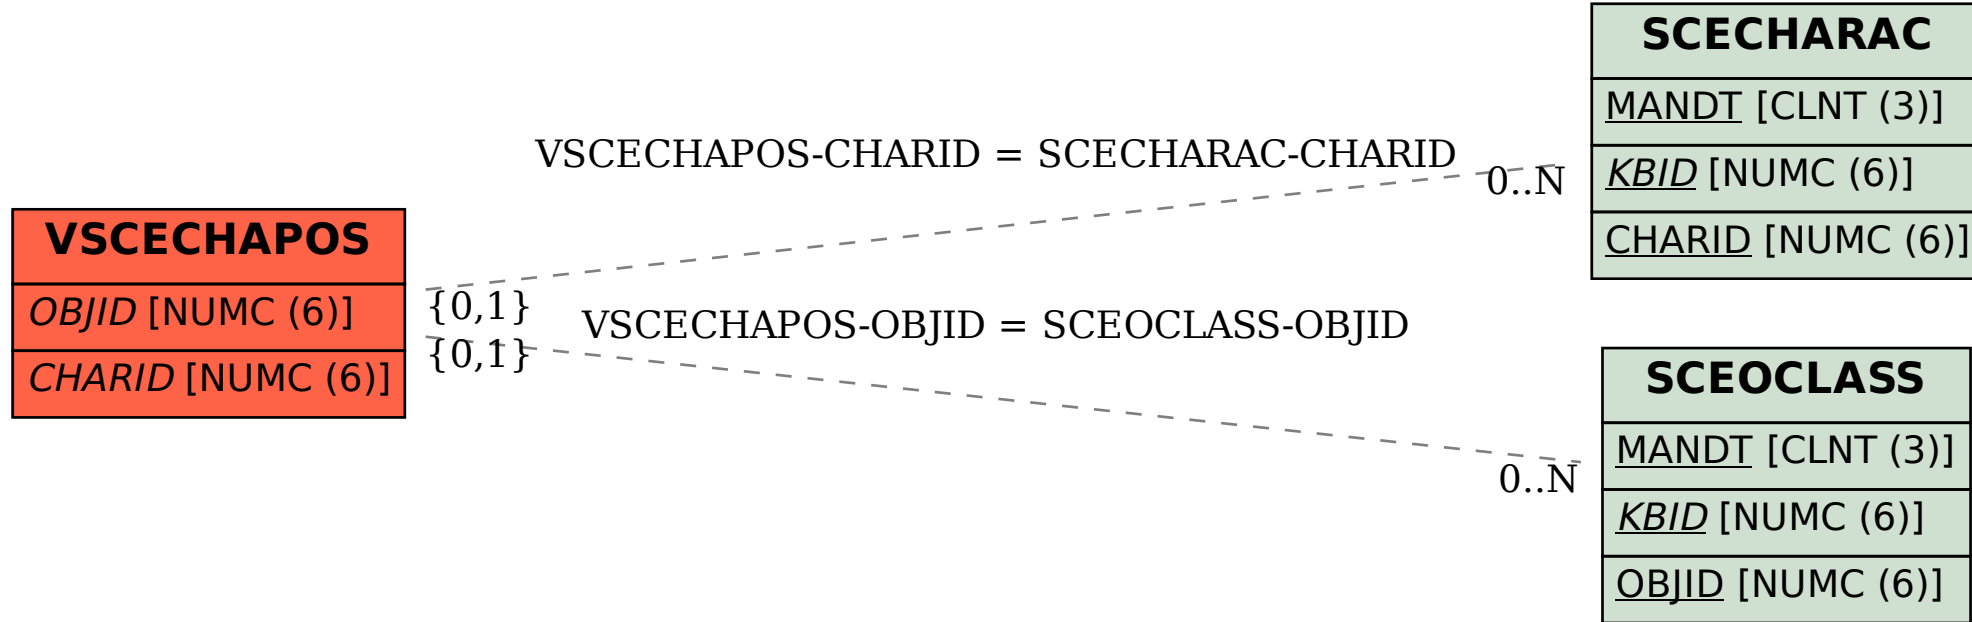 SCECHARAC
MANDT [CLNT (3)]
KBID [NUMC (6)]
CHARID [NUMC (6)]
VSCECHAPOS-CHARID = SCECHARAC-CHARID
0..N
VSCECHAPOS
OBJID [NUMC (6)]
CHARID [NUMC (6)]
{0,1}
{0,1}
VSCECHAPOS-OBJID = SCEOCLASS-OBJID
0..N
SCEOCLASS
MANDT [CLNT (3)]
KBID [NUMC (6)]
OBJID [NUMC (6)]